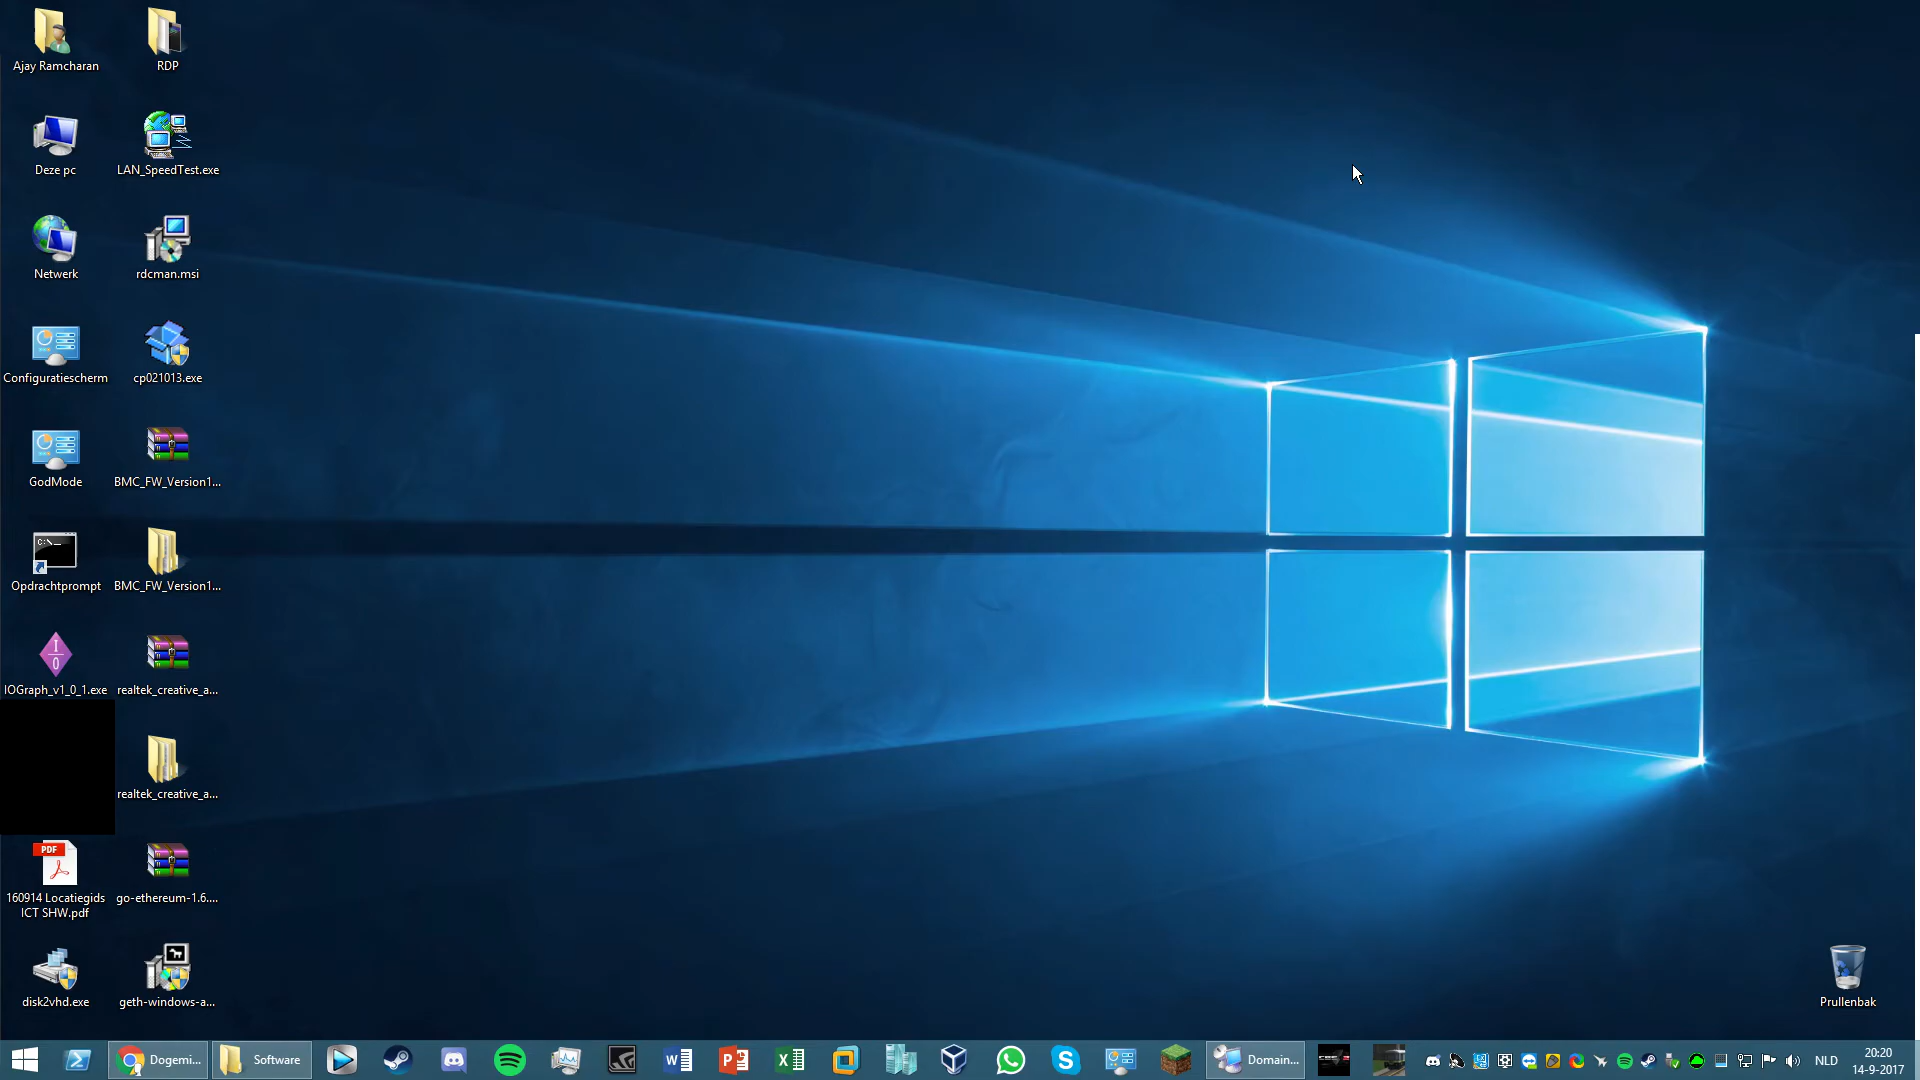 Ajay Ramcharan
RDP
Deze pc
LAN_SpeedTest.exe
Netwerk
rdcman.msi
Configuratiescherm
cp021013.exe
GodMode
BMC_FW_Version1...
C:\._
Opdrachtprompt
BMC_FW_Version1...
I
O
IOGraph_v1_0_1.exe
realtek_creative_a...
realtek_creative_a...
PDF
160914 Locatiegids
ICT SHW.pdf
go-ethereum-1.6....
disk2vhd.exe
geth-windows-a...
Prullenbak
Dogemi...
Software
Domain...
NLD
20:20
14-9-2017